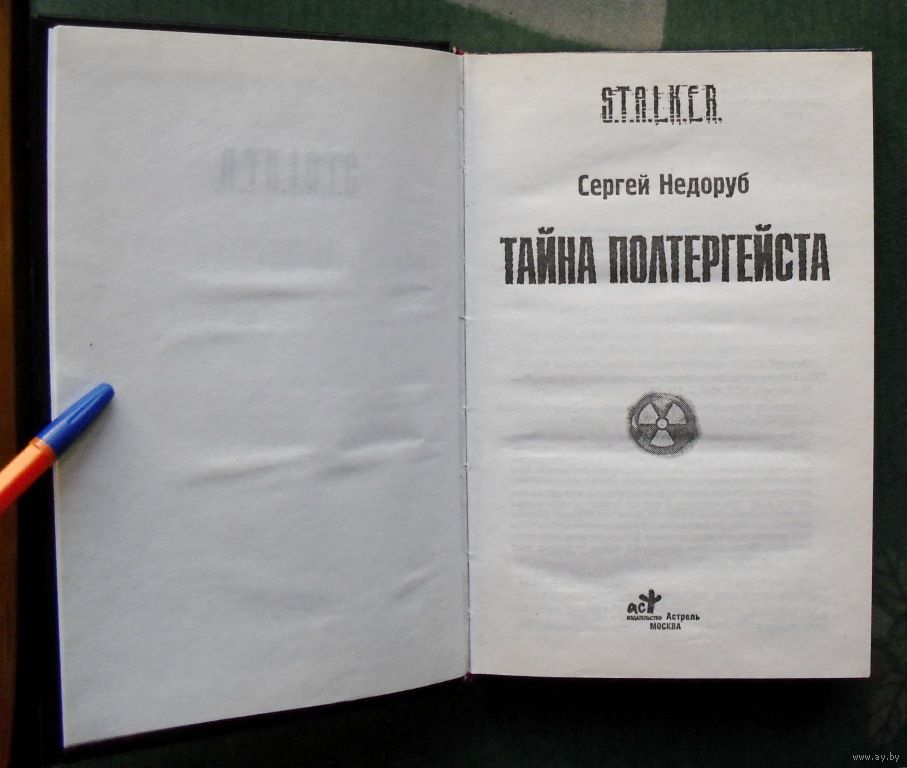 S.T.A.L.K.E.R.
Сергей Недоруб
ТАЙНА ПОЛТЕРГЕЙСТА
аст
ИЗДАТЕЛЬСТВО Астрель
МОСКВА
www.ay.by